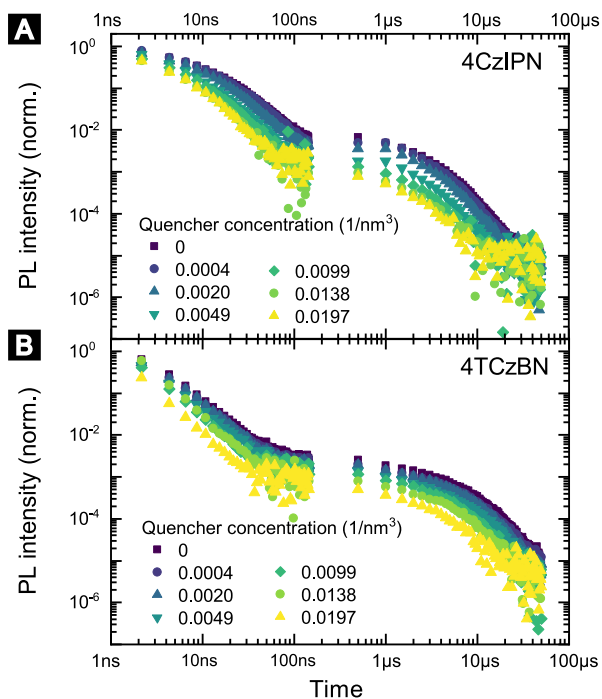 1ns 10ns 100ns 1µs 10µs 100µs
A
4CzIPN
PL intensity (norm.)
10^0
10^-2
10^-4
10^-6
Quencher concentration (1/nm^3)
0
0.0004 0.0099
0.0020 0.0138
0.0049 0.0197
B
4TCzBN
PL intensity (norm.)
10^0
10^-2
10^-4
10^-6
Quencher concentration (1/nm^3)
0
0.0004 0.0099
0.0020 0.0138
0.0049 0.0197
1ns 10ns 100ns 1µs 10µs 100µs
Time